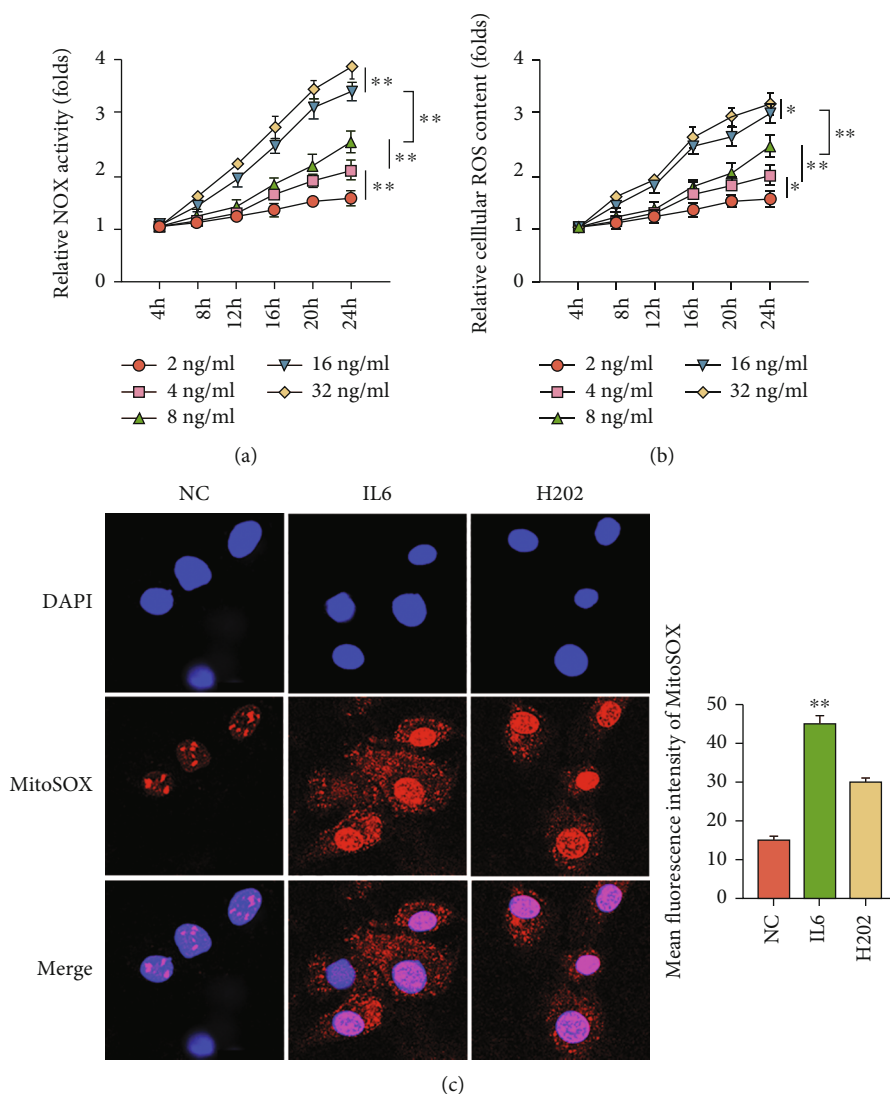 Relative NOX activity (folds)
4
3
2
1
0
4h
8h
12h
16h
20h
24h
**
**
**
**
2 ng/ml
4 ng/ml
8 ng/ml
16 ng/ml
32 ng/ml
(a)
Relative celllular ROS content (folds)
4
3
2
1
0
4h
8h
12h
16h
20h
24h
*
**
**
*
2 ng/ml
4 ng/ml
8 ng/ml
16 ng/ml
32 ng/ml
(b)
NC
IL6
H202
DAPI
MitoSOX
Merge
Mean fluorescence intensity of MitoSOX
50
40
30
20
10
0
**
NC
IL6
H202
(c)